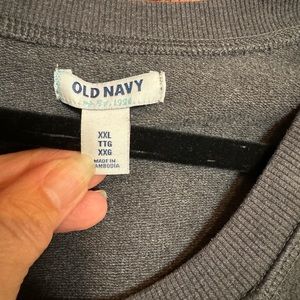 OLD NAVY
XXL
TTG
XXG
MADE IN
CAMBODIA